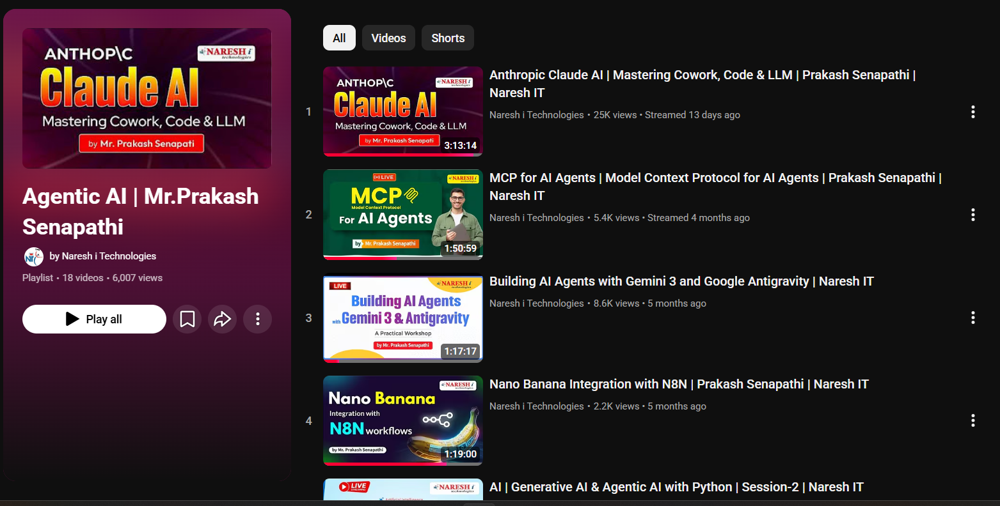 ANTHOP\C
NARESH i
technologies
Claude AI
Mastering Cowork, Code & LLM
by Mr. Prakash Senapati
Agentic AI | Mr.Prakash
Senapathi
by Naresh i Technologies
Playlist • 18 videos • 6,007 views
Play all
All
Videos
Shorts
1
ANTHOP\C
NARESH i
technologies
Claude AI
Mastering Cowork, Code & LLM
by Mr. Prakash Senapati
3:13:14
Anthropic Claude AI | Mastering Cowork, Code & LLM | Prakash Senapathi |
Naresh IT
Naresh i Technologies • 25K views • Streamed 13 days ago
2
LIVE
NARESH i
technologies
MCP
Model Context Protocol
For AI Agents
by Mr. Prakash Senapathi
1:50:59
MCP for AI Agents | Model Context Protocol for AI Agents | Prakash Senapathi |
Naresh IT
Naresh i Technologies • 5.4K views • Streamed 4 months ago
3
LIVE
NARESH i
technologies
Building AI Agents
with Gemini 3 & Antigravity
A Practical Workshop
by Mr. Prakash Senapathi
1:17:17
Building AI Agents with Gemini 3 and Google Antigravity | Naresh IT
Naresh i Technologies • 8.6K views • 5 months ago
4
NARESH i
technologies
Nano Banana
Integration with
N8N workflows
by Mr. Prakash Senapathi
1:19:00
Nano Banana Integration with N8N | Prakash Senapathi | Naresh IT
Naresh i Technologies • 2.2K views • 5 months ago
LIVE
NARESH i
technologies
AI | Generative AI & Agentic AI with Python | Session-2 | Naresh IT